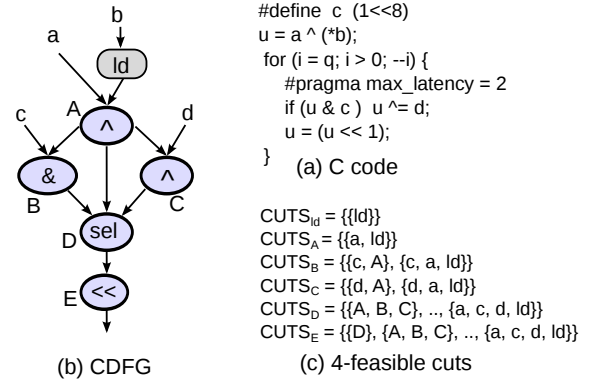 b
a
ld
A
^
c
d
&
^
B
C
D
sel
E
<<
(b) CDFG
#define c (1<<8)
u = a ^ (*b);
for (i = q; i > 0; --i) {
#pragma max_latency = 2
if (u & c ) u ^= d;
u = (u << 1);
}
(a) C code
CUTSld = {{ld}}
CUTSA = {{a, ld}}
CUTSB = {{c, A}, {c, a, ld}}
CUTSC = {{d, A}, {d, a, ld}}
CUTSD = {{A, B, C}, .., {a, c, d, ld}}
CUTSE = {{D}, {A, B, C}, .., {a, c, d, ld}}
(c) 4-feasible cuts